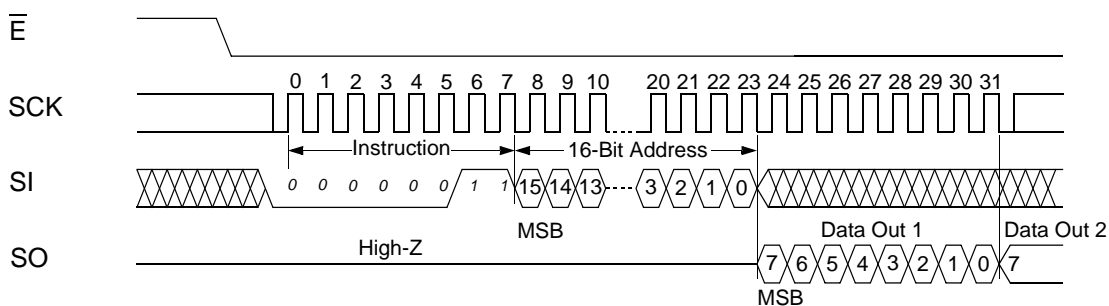 E
0 1 2 3 4 5 6 7 8 9 10 20 21 22 23 24 25 26 27 28 29 30 31
SCK
Instruction 16-Bit Address
SI 0 0 0 0 0 0 1 1 15 14 13 3 2 1 0
MSB Data Out 1 Data Out 2
High-Z
SO 7 6 5 4 3 2 1 0 7
MSB